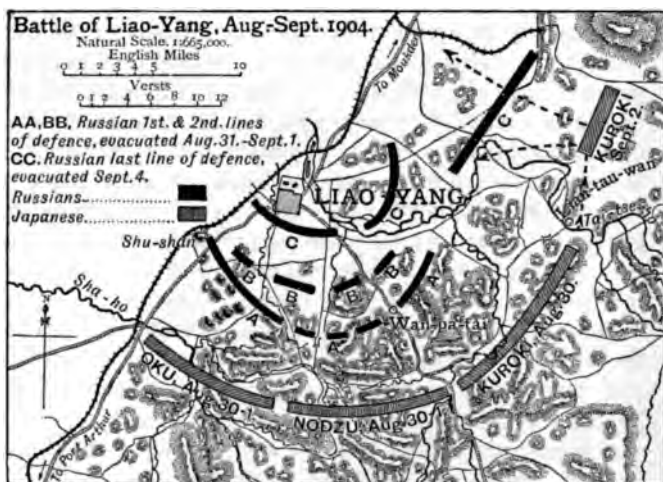 Battle of Liao-Yang, Aug.-Sept. 1904.
Natural Scale, 1:665,000.
English Miles
0 1 2 3 4 5 10
Versts
0 1 2 4 6 8 10 12
AA, BB, Russian 1st. & 2nd. lines
of defence, evacuated Aug. 31.-Sept. 1.
CC. Russian last line of defence,
evacuated Sept. 4.
Russians
Japanese
To Moukden
C
KUROKI
Sept. 2.
LIAO YANG
C
C
Shu-shan
Sha-ho
B
B
B
B
A
A
A
Wan-pa-tai
N
OKU, Aug. 30-1
NODZU, Aug. 30-1
KUROKI, Aug. 30.
To Port Arthur